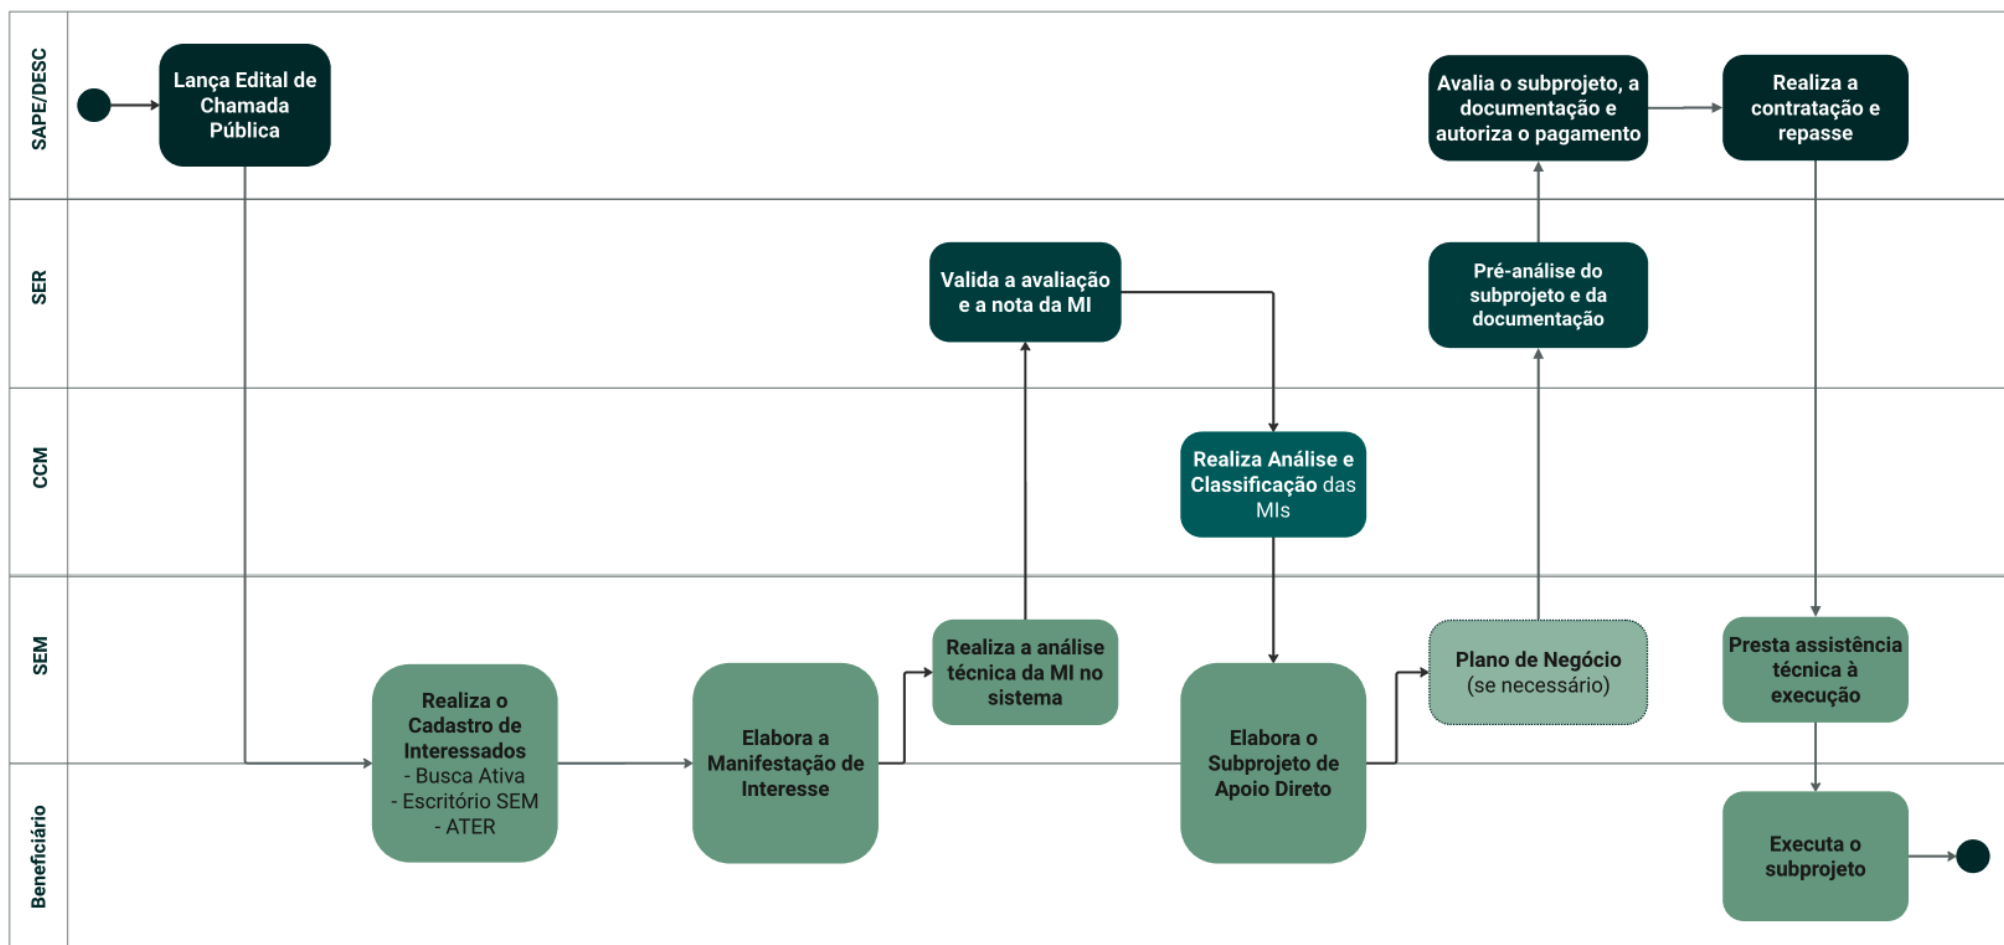 SAPE/DESC
Lança Edital de
Chamada
Pública
Avalia o subprojeto, a
documentação e
autoriza o pagamento
Realiza a
contratação e
repasse
SER
Valida a avaliação
e a nota da MI
Pré-análise do
subprojeto e da
documentação
CCM
Realiza Análise e
Classificação das
MIs
SEM
Realiza o
Cadastro de
Interessados
- Busca Ativa
- Escritório SEM
- ATER
Elabora a
Manifestação de
Interesse
Realiza a análise
técnica da MI no
sistema
Elabora o
Subprojeto de
Apoio Direto
Plano de Negócio
(se necessário)
Presta assistência
técnica à
execução
Beneficiário
Executa o
subprojeto